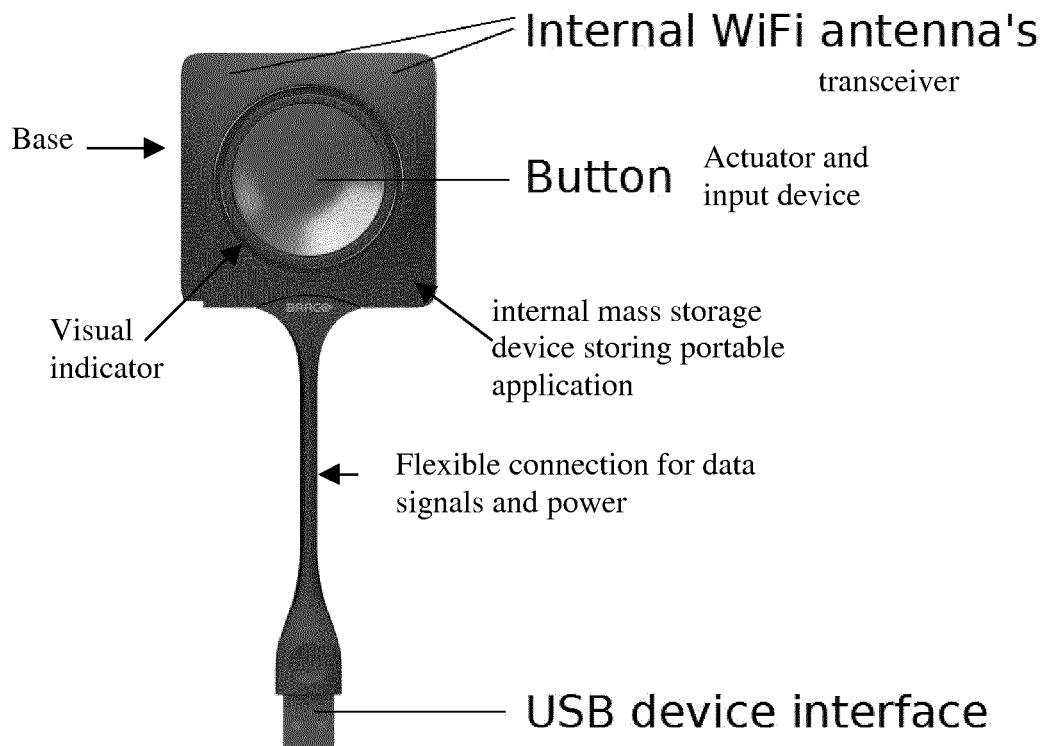 Internal WiFi antenna's
transceiver
Base
Button
Actuator and
input device
BARCO
Visual
indicator
internal mass storage
device storing portable
application
Flexible connection for data
signals and power
USB device interface